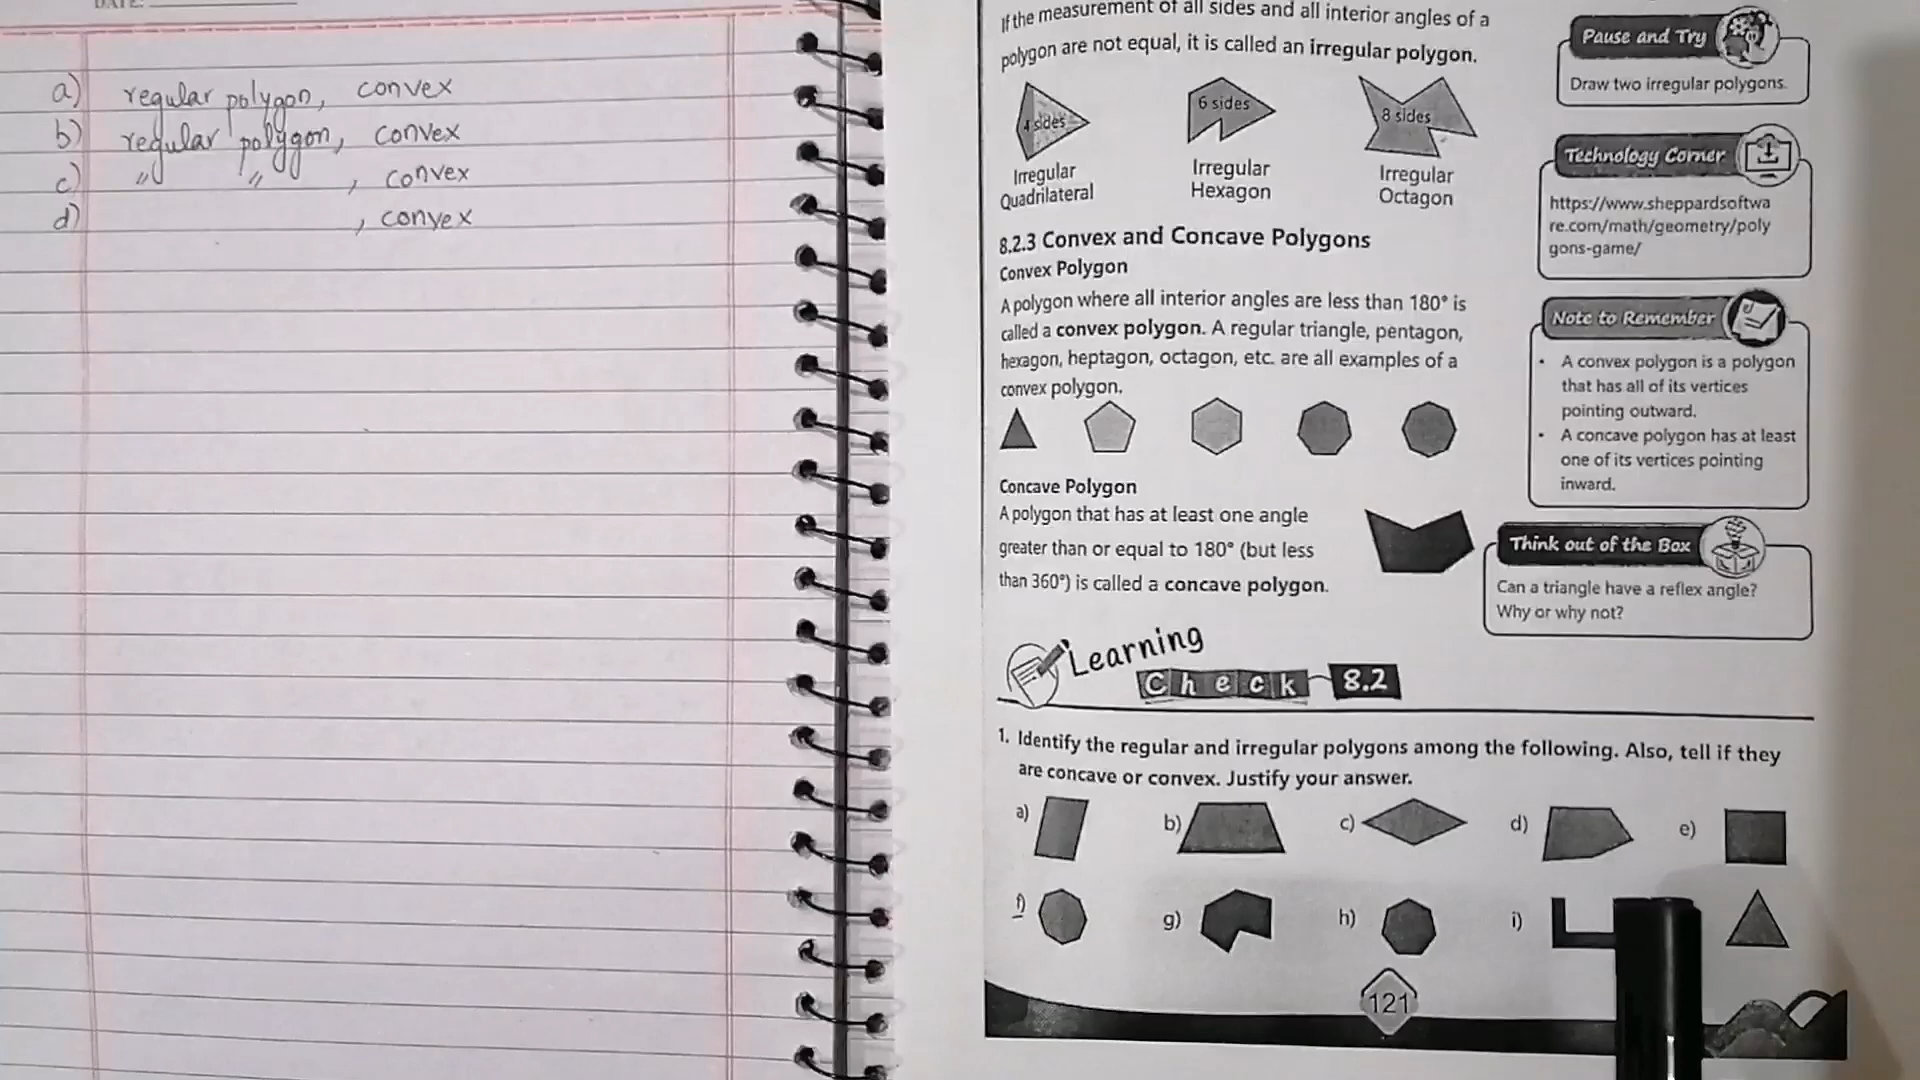 DATE:
a) regular polygon, convex
b) regular polygon, convex
c) " " , convex
d) , convex
If the measurement of all sides and all interior angles of a
polygon are not equal, it is called an irregular polygon.
4 sides
6 sides
8 sides
Irregular
Quadrilateral
Irregular
Hexagon
Irregular
Octagon
8.2.3 Convex and Concave Polygons
Convex Polygon
A polygon where all interior angles are less than 180° is
called a convex polygon. A regular triangle, pentagon,
hexagon, heptagon, octagon, etc. are all examples of a
convex polygon.
Concave Polygon
A polygon that has at least one angle
greater than or equal to 180° (but less
than 360°) is called a concave polygon.
Pause and Try
Draw two irregular polygons.
Technology Corner
https://www.sheppardsoftwa
re.com/math/geometry/poly
gons-game/
Note to Remember
• A convex polygon is a polygon
that has all of its vertices
pointing outward.
• A concave polygon has at least
one of its vertices pointing
inward.
Think out of the Box
Can a triangle have a reflex angle?
Why or why not?
Learning
Check 8.2
1. Identify the regular and irregular polygons among the following. Also, tell if they
are concave or convex. Justify your answer.
a) b) c) d) e)
f) g) h) i)
121